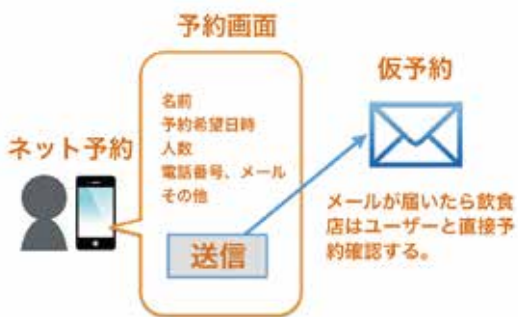 予約画面
仮予約
ネット予約
名前
予約希望日時
人数
電話番号、メール
その他
送信
メールが届いたら飲食
店はユーザーと直接予
約確認する。